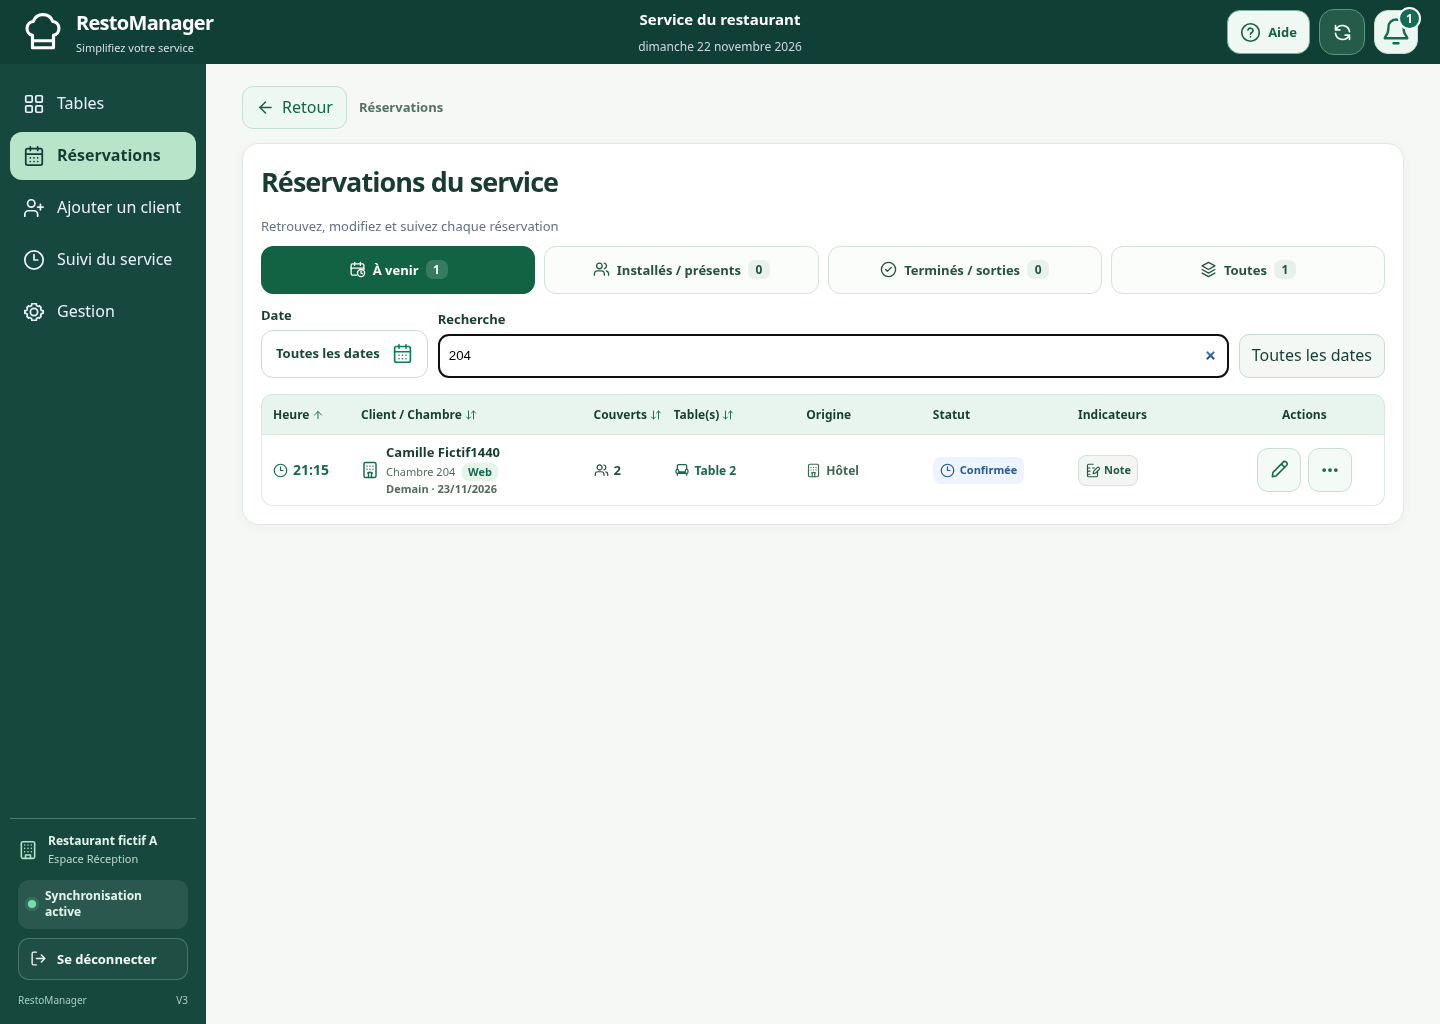 RestoManager
Simplifiez votre service
Service du restaurant
dimanche 22 novembre 2026
Aide
1
Tables
Réservations
Ajouter un client
Suivi du service
Gestion
Restaurant fictif A
Espace Réception
Synchronisation
active
Se déconnecter
RestoManager V3
Retour Réservations
Réservations du service
Retrouvez, modifiez et suivez chaque réservation
À venir 1 Installés / présents 0 Terminés / sorties 0 Toutes 1
Date
Toutes les dates
Recherche
204
Toutes les dates
Heure Client / Chambre Couverts Table(s) Origine Statut Indicateurs Actions
21:15 Camille Fictif1440
Chambre 204 Web
Demain · 23/11/2026
2 Table 2 Hôtel Confirmée Note